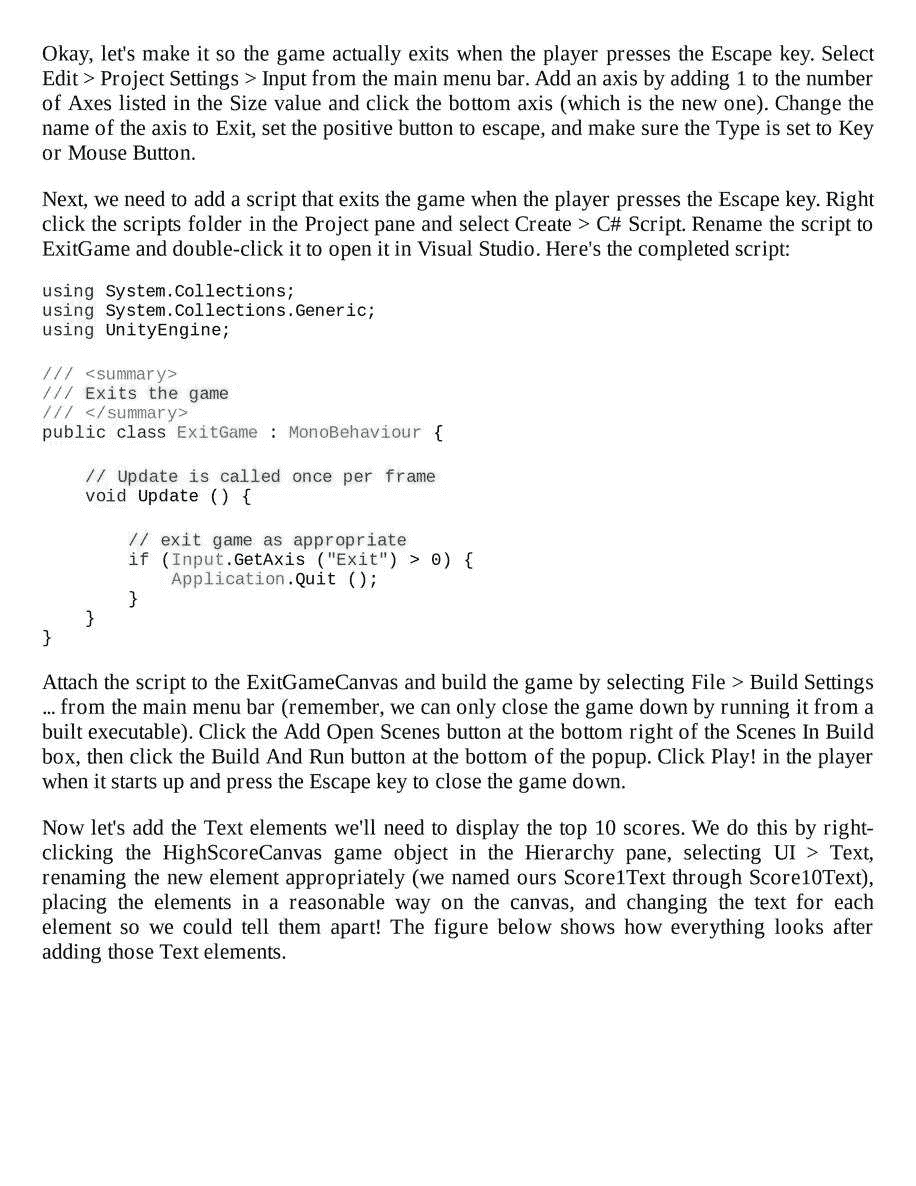 Okay, let's make it so the game actually exits when the player presses the Escape key. Select
Edit > Project Settings > Input from the main menu bar. Add an axis by adding 1 to the number
of Axes listed in the Size value and click the bottom axis (which is the new one). Change the
name of the axis to Exit, set the positive button to escape, and make sure the Type is set to Key
or Mouse Button.
Next, we need to add a script that exits the game when the player presses the Escape key. Right
click the scripts folder in the Project pane and select Create > C# Script. Rename the script to
ExitGame and double-click it to open it in Visual Studio. Here's the completed script:
using System.Collections;
using System.Collections.Generic;
using UnityEngine;
/// <summary>
/// Exits the game
/// </summary>
public class ExitGame : MonoBehaviour {
// Update is called once per frame
void Update () {
// exit game as appropriate
if (Input.GetAxis ("Exit") > 0) {
Application.Quit ();
}
}
}
Attach the script to the ExitGameCanvas and build the game by selecting File > Build Settings
... from the main menu bar (remember, we can only close the game down by running it from a
built executable). Click the Add Open Scenes button at the bottom right of the Scenes In Build
box, then click the Build And Run button at the bottom of the popup. Click Play! in the player
when it starts up and press the Escape key to close the game down.
Now let's add the Text elements we'll need to display the top 10 scores. We do this by right-
clicking the HighScoreCanvas game object in the Hierarchy pane, selecting UI > Text,
renaming the new element appropriately (we named ours Score1Text through Score10Text),
placing the elements in a reasonable way on the canvas, and changing the text for each
element so we could tell them apart! The figure below shows how everything looks after
adding those Text elements.